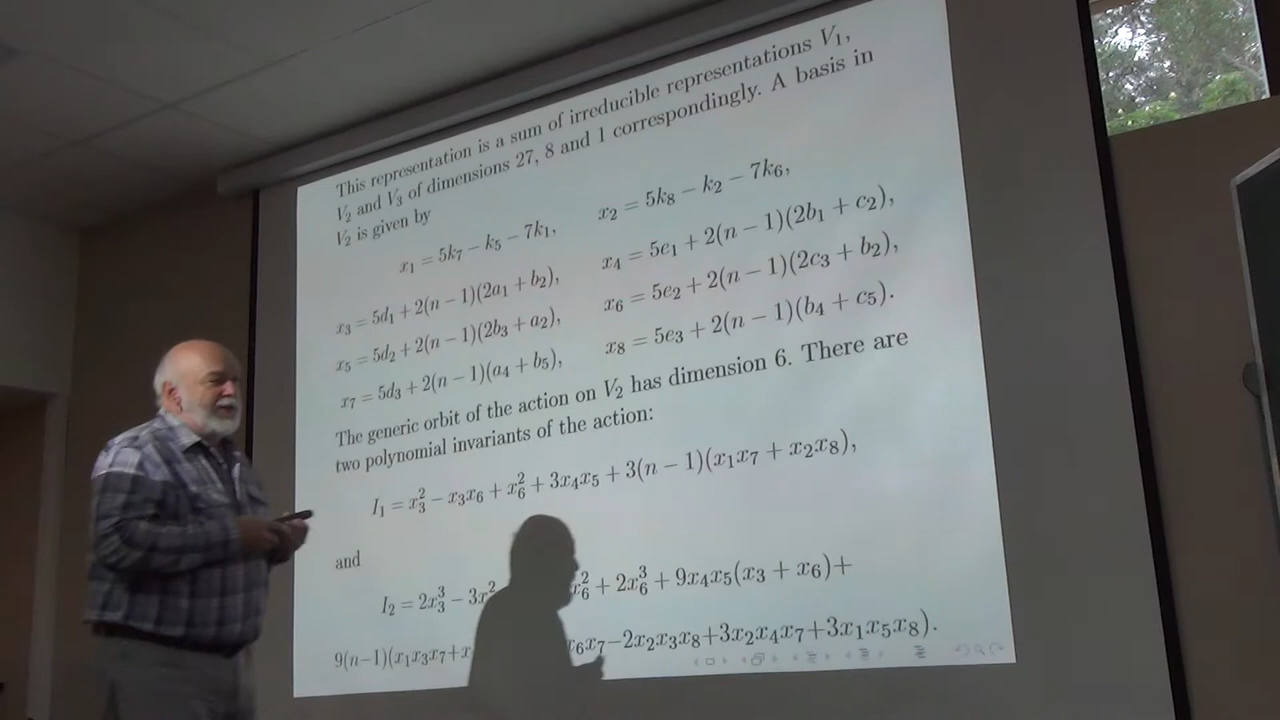 This representation is a sum of irreducible representations V₁,
V₂ and V₃ of dimensions 27, 8 and 1 correspondingly. A basis in
V₂ is given by
x₁ = 5k₇ − k₅ − 7k₁, x₂ = 5k₈ − k₂ − 7k₆,
x₃ = 5d₁ + 2(n − 1)(2a₁ + b₂), x₄ = 5e₁ + 2(n − 1)(2b₁ + c₂),
x₅ = 5d₂ + 2(n − 1)(2b₃ + a₂), x₆ = 5e₂ + 2(n − 1)(2c₃ + b₂),
x₇ = 5d₃ + 2(n − 1)(a₄ + b₅), x₈ = 5e₃ + 2(n − 1)(b₄ + c₅).
The generic orbit of the action on V₂ has dimension 6. There are
two polynomial invariants of the action:
I₁ = x₃² − x₃x₆ + x₆² + 3x₄x₅ + 3(n − 1)(x₁x₇ + x₂x₈),
and
I₂ = 2x₃³ − 3x² x₆² + 2x₆³ + 9x₄x₅(x₃ + x₆)+
9(n−1)(x₁x₃x₇+x x₆x₇−2x₂x₃x₈+3x₂x₄x₇+3x₁x₅x₈).